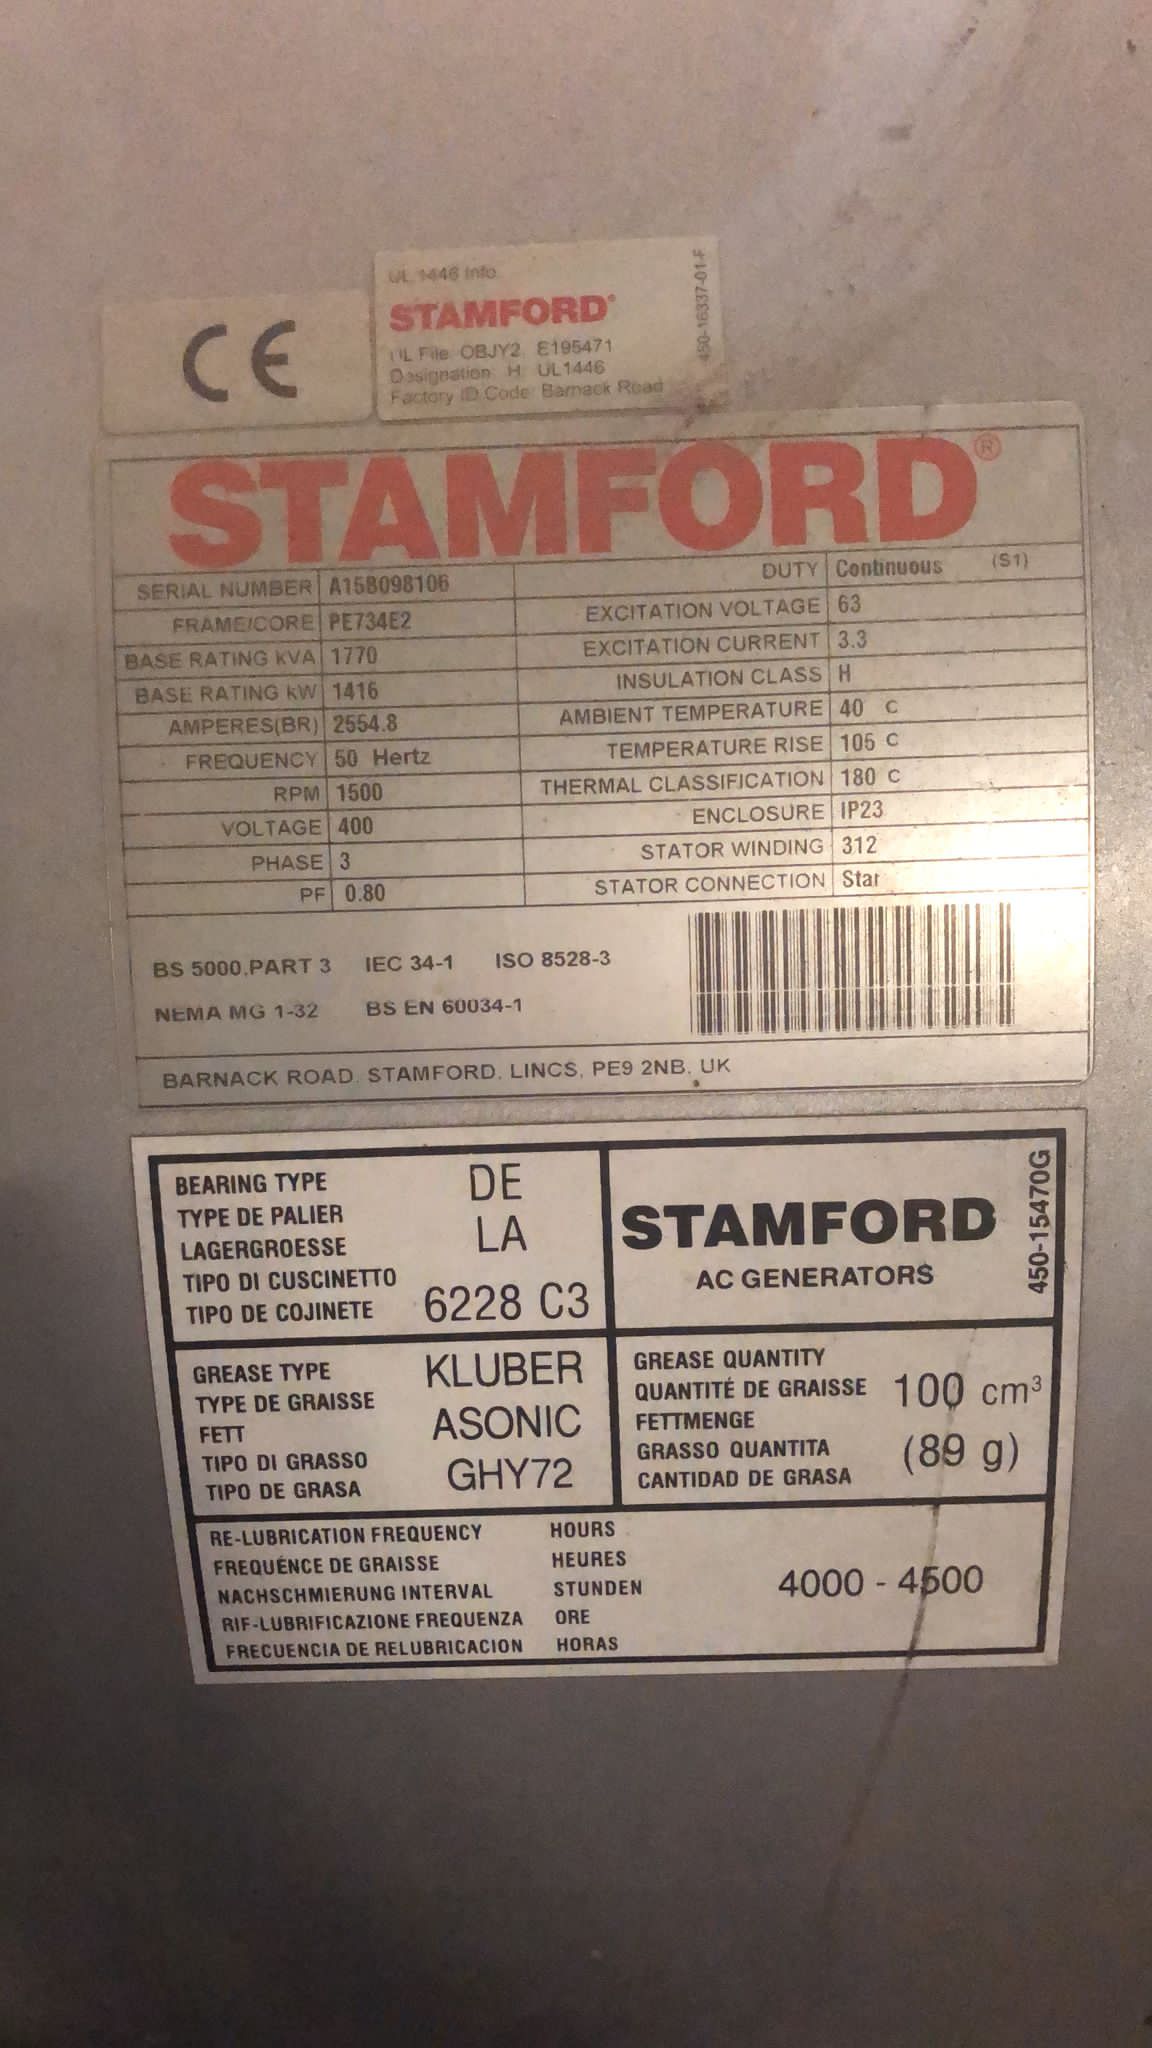 CE
UL 1446 Info.
STAMFORD®
UL File OBJY2. E195471
Designation H UL1446
Factory ID Code: Barnack Road
450-16337-01-F
STAMFORD®
SERIAL NUMBER A15B098106
FRAME/CORE PE734E2
BASE RATING kVA 1770
BASE RATING kW 1416
AMPERES(BR) 2554.8
FREQUENCY 50 Hertz
RPM 1500
VOLTAGE 400
PHASE 3
PF 0.80
DUTY Continuous (S1)
EXCITATION VOLTAGE 63
EXCITATION CURRENT 3.3
INSULATION CLASS H
AMBIENT TEMPERATURE 40 C
TEMPERATURE RISE 105 C
THERMAL CLASSIFICATION 180 C
ENCLOSURE IP23
STATOR WINDING 312
STATOR CONNECTION Star
BS 5000.PART 3 IEC 34-1 ISO 8528-3
NEMA MG 1-32 BS EN 60034-1
BARNACK ROAD. STAMFORD. LINCS. PE9 2NB. UK
BEARING TYPE
TYPE DE PALIER
LAGERGROESSE
TIPO DI CUSCINETTO
TIPO DE COJINETE
DE
LA
6228 C3
STAMFORD
AC GENERATORS
450-15470G
GREASE TYPE
TYPE DE GRAISSE
FETT
TIPO DI GRASSO
TIPO DE GRASA
KLUBER
ASONIC
GHY72
GREASE QUANTITY
QUANTITÉ DE GRAISSE
FETTMENGE
GRASSO QUANTITA
CANTIDAD DE GRASA
100 cm³
(89 g)
RE-LUBRICATION FREQUENCY HOURS
FREQUÉNCE DE GRAISSE HEURES
NACHSCHMIERUNG INTERVAL STUNDEN
RIF-LUBRIFICAZIONE FREQUENZA ORE
FRECUENCIA DE RELUBRICACION HORAS
4000 - 4500